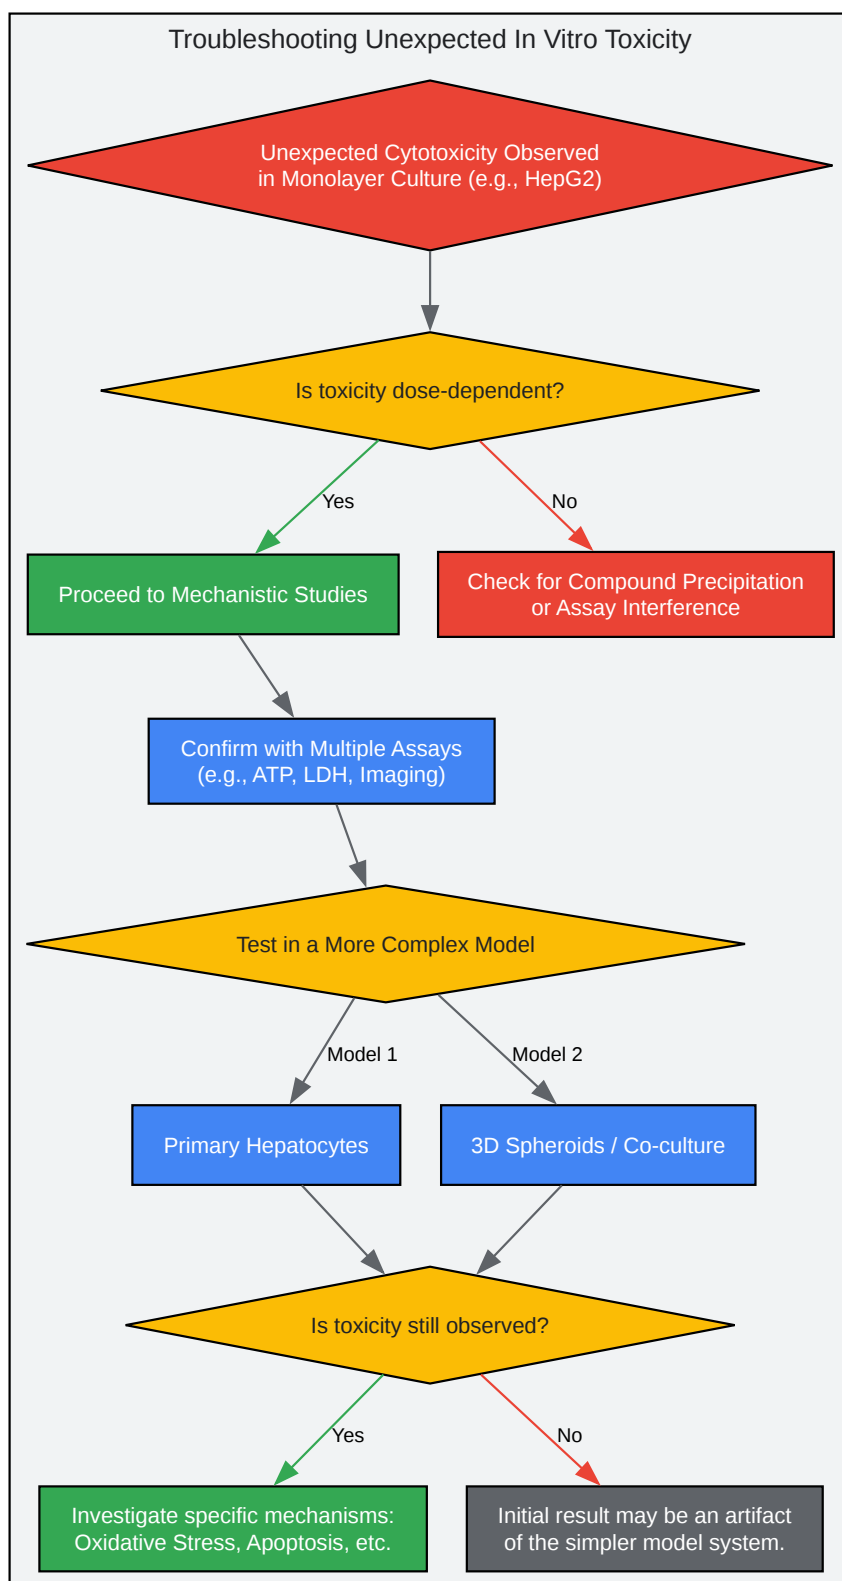 Troubleshooting Unexpected In Vitro Toxicity
Unexpected Cytotoxicity Observed
in Monolayer Culture (e.g., HepG2)
Is toxicity dose-dependent?
Yes
No
Proceed to Mechanistic Studies
Check for Compound Precipitation
or Assay Interference
Confirm with Multiple Assays
(e.g., ATP, LDH, Imaging)
Test in a More Complex Model
Model 1
Model 2
Primary Hepatocytes
3D Spheroids / Co-culture
Is toxicity still observed?
Yes
No
Investigate specific mechanisms:
Oxidative Stress, Apoptosis, etc.
Initial result may be an artifact
of the simpler model system.